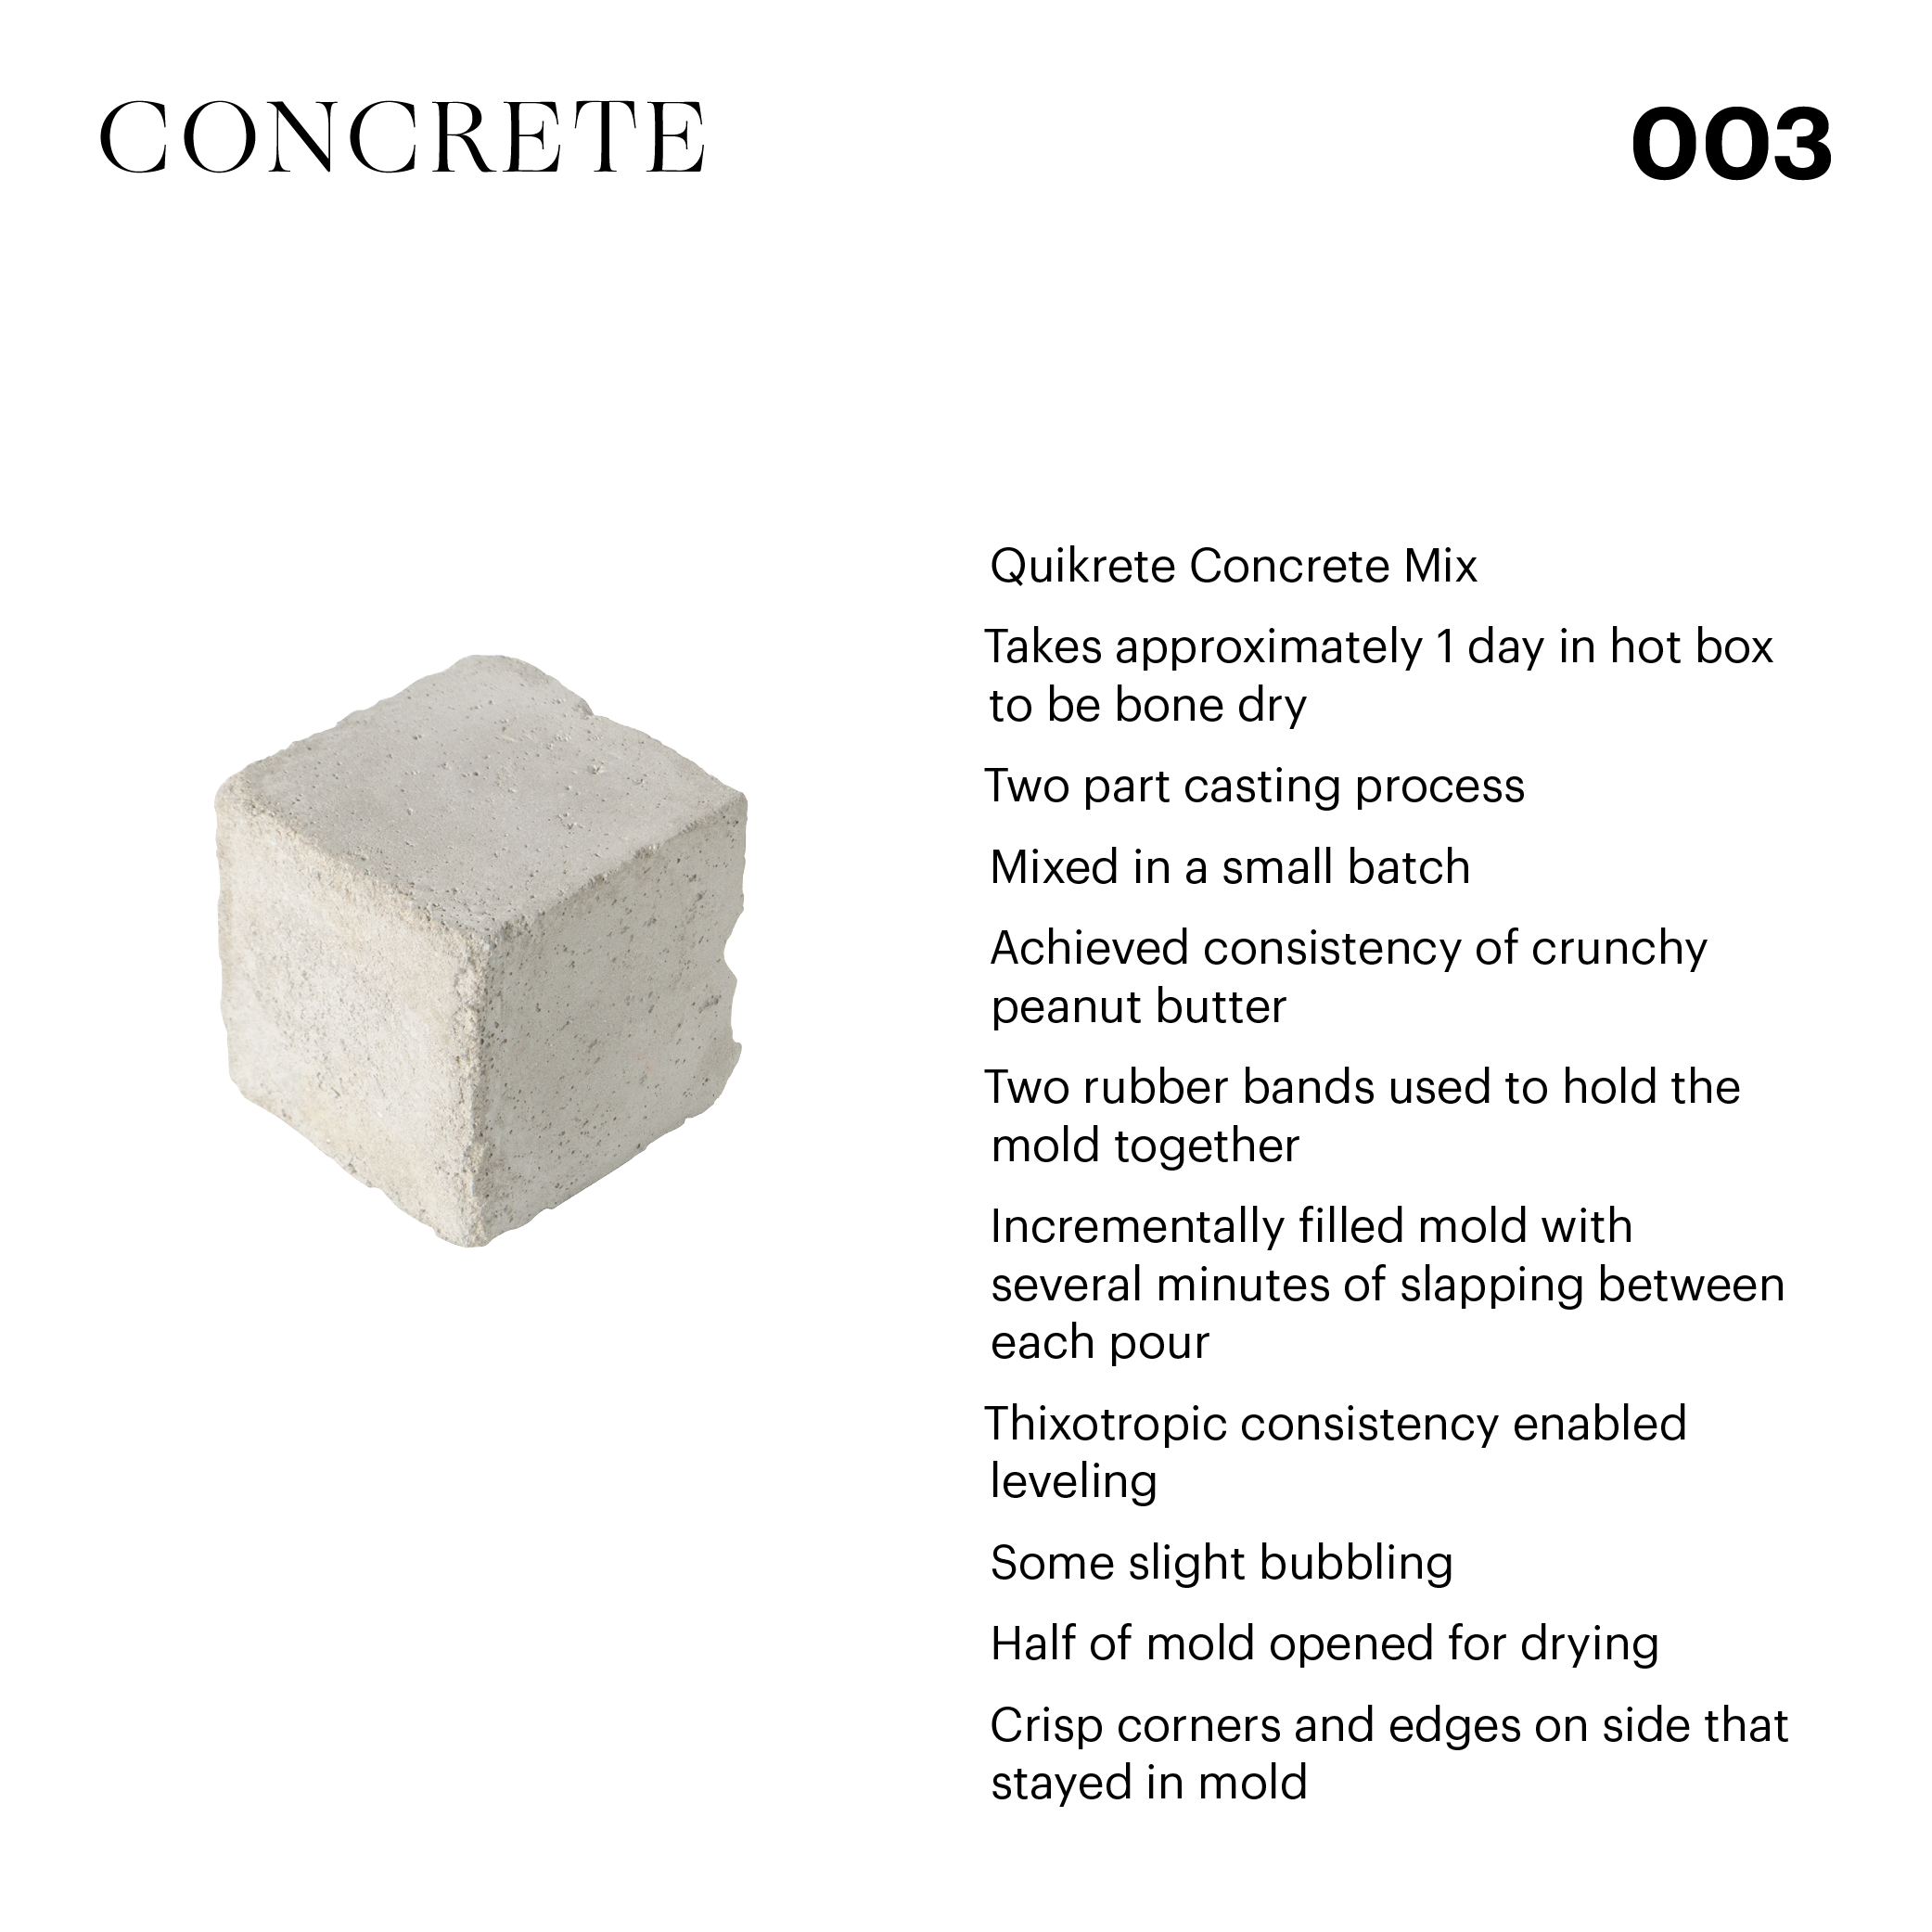 CONCRETE
003
Quikrete Concrete Mix
Takes approximately 1 day in hot box
to be bone dry
Two part casting process
Mixed in a small batch
Achieved consistency of crunchy
peanut butter
Two rubber bands used to hold the
mold together
Incrementally filled mold with
several minutes of slapping between
each pour
Thixotropic consistency enabled
leveling
Some slight bubbling
Half of mold opened for drying
Crisp corners and edges on side that
stayed in mold